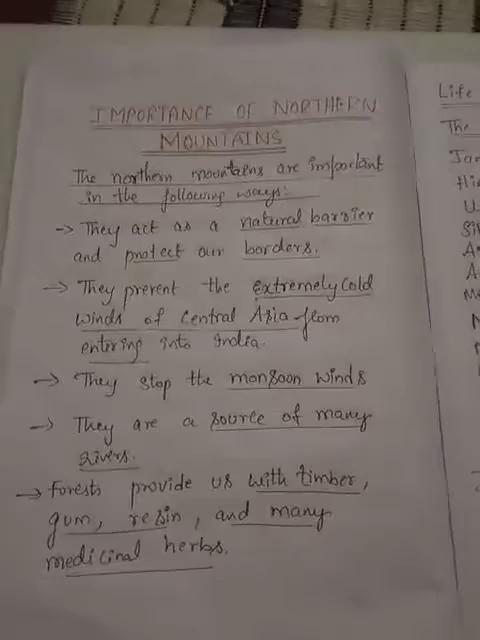 IMPORTANCE OF NORTHERN
MOUNTAINS
The northern mountains are important
in the following ways:
-> They act as a natural barrier
and protect our borders.
-> They prevent the extremely cold
winds of Central Asia from
entering into India.
-> They stop the monsoon winds
-> They are a source of many
rivers.
-> forests provide us with timber,
gum, resin, and many
medicinal herbs.
Life
The